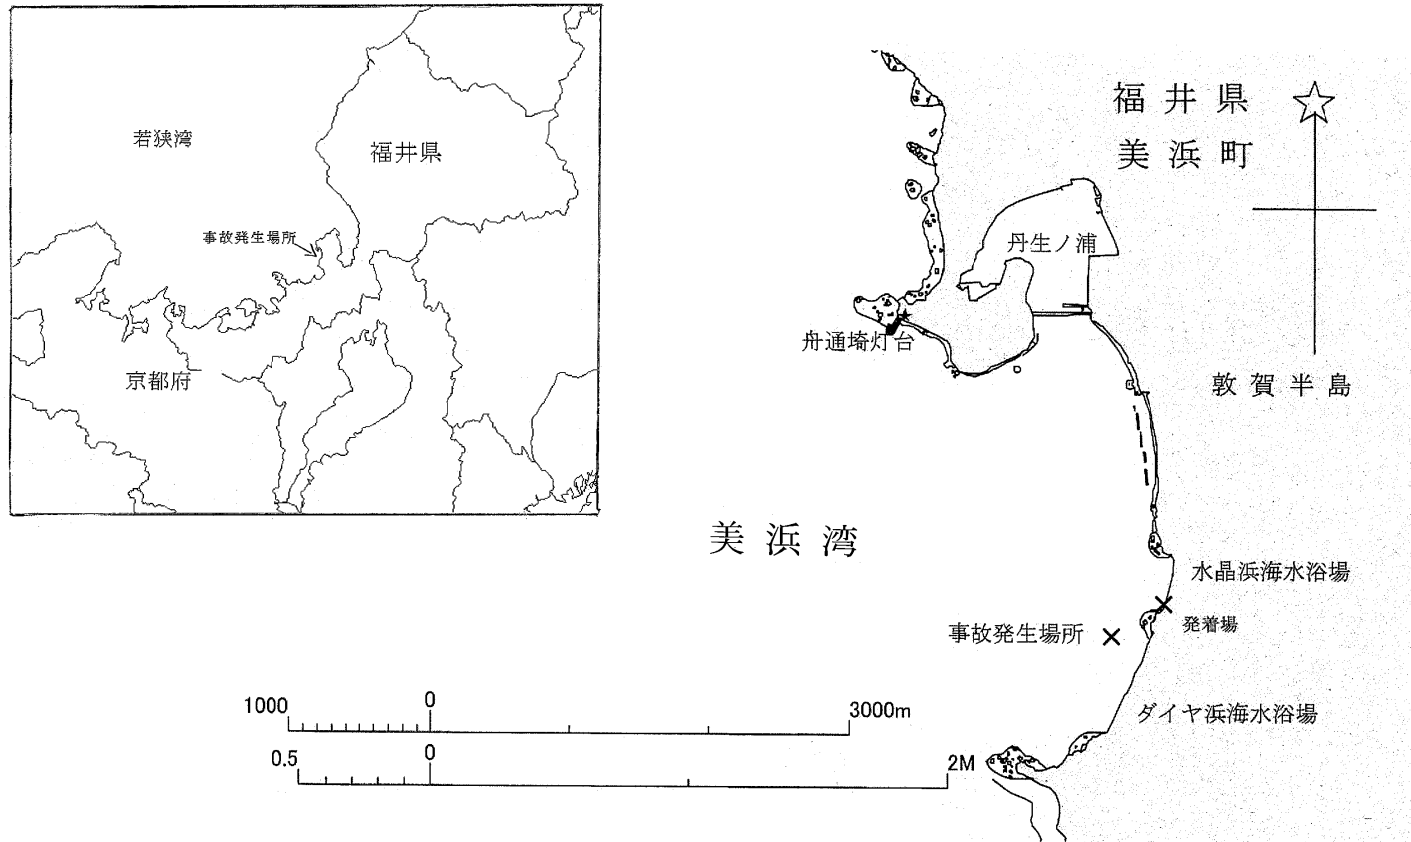 若狭湾
福井県
事故発生場所
京都府
福井県
美浜町
丹生ノ浦
舟通埼灯台
敦賀半島
美浜湾
水晶浜海水浴場
発着場
事故発生場所
ダイヤ浜海水浴場
1000 0 3000m
0.5 0 2M